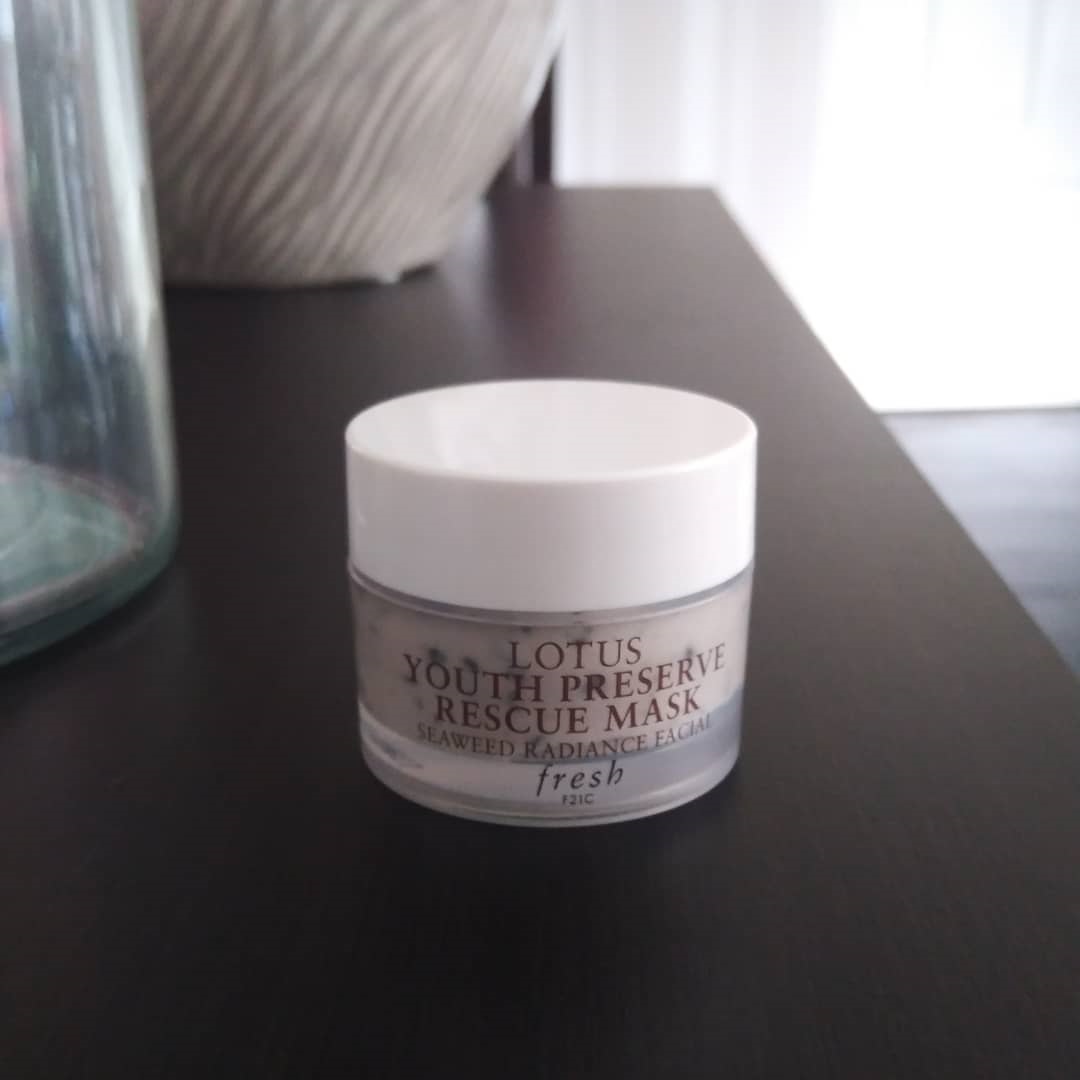 LOTUS
YOUTH PRESERVE
RESCUE MASK
SEAWEED RADIANCE FACIAL
fresh
F21C